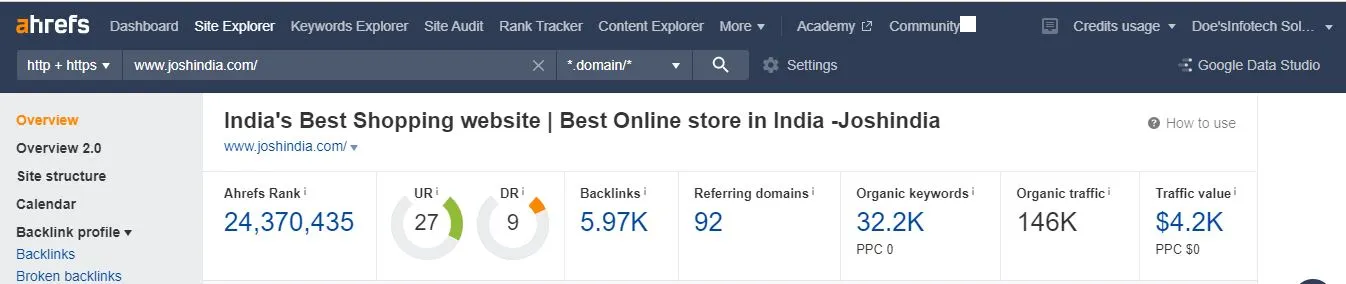 ahrefs Dashboard Site Explorer Keywords Explorer Site Audit Rank Tracker Content Explorer More Academy Community Credits usage Doe'sInfotech Sol...
http + https www.joshindia.com/ *.domain/* Settings Google Data Studio
Overview
Overview 2.0
Site structure
Calendar
Backlink profile
Backlinks
Broken backlinks
India's Best Shopping website | Best Online store in India -Joshindia
How to use
www.joshindia.com/
Ahrefs Rank i
24,370,435
UR i
27
DR i
9
Backlinks i
5.97K
Referring domains i
92
Organic keywords i
32.2K
PPC 0
Organic traffic i
146K
Traffic value i
$4.2K
PPC $0